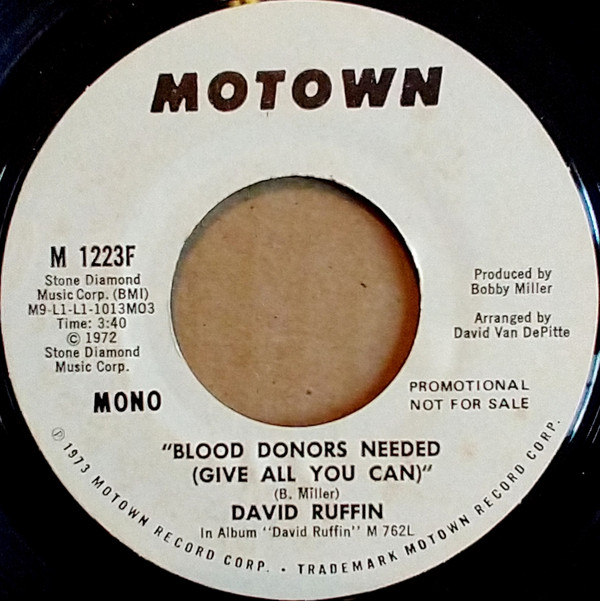 MOTOWN
M 1223F
Stone Diamond
Music Corp. (BMI)
M9-L1-L1-1013MO3
Time: 3:40
© 1972
Stone Diamond
Music Corp.
MONO
Produced by
Bobby Miller
Arranged by
David Van DePitte
PROMOTIONAL
NOT FOR SALE
"BLOOD DONORS NEEDED
(GIVE ALL YOU CAN)"
(B. Miller)
DAVID RUFFIN
In Album "David Ruffin" M 762L
℗ 1973 MOTOWN RECORD CORP. • TRADEMARK MOTOWN RECORD CORP.